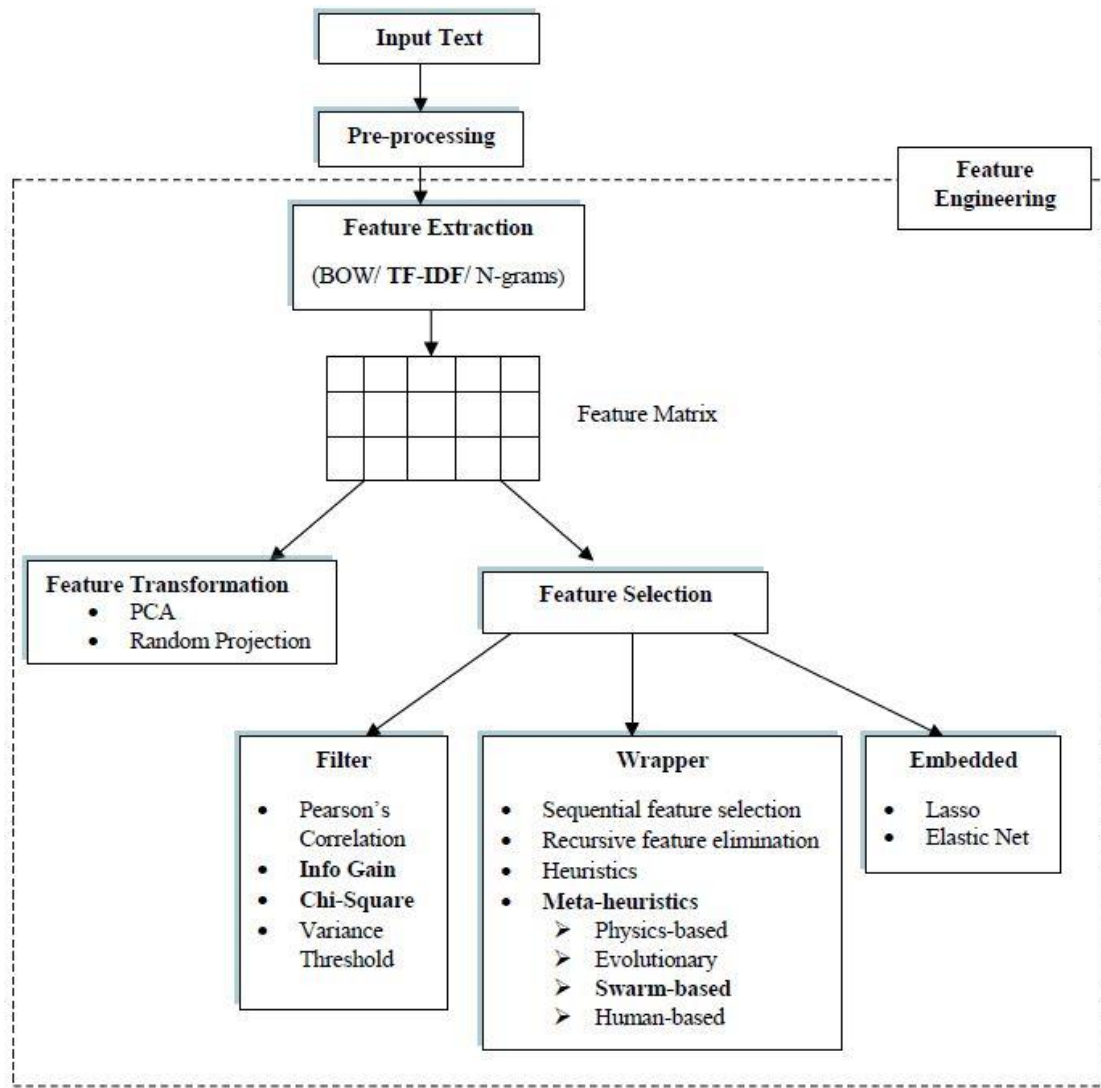 Input Text
Pre-processing
Feature
Engineering
Feature Extraction
(BOW/ TF-IDF/ N-grams)
Feature Matrix
Feature Transformation
• PCA
• Random Projection
Feature Selection
Filter
• Pearson’s
Correlation
• Info Gain
• Chi-Square
• Variance
Threshold
Wrapper
• Sequential feature selection
• Recursive feature elimination
• Heuristics
• Meta-heuristics
➢ Physics-based
➢ Evolutionary
➢ Swarm-based
➢ Human-based
Embedded
• Lasso
• Elastic Net